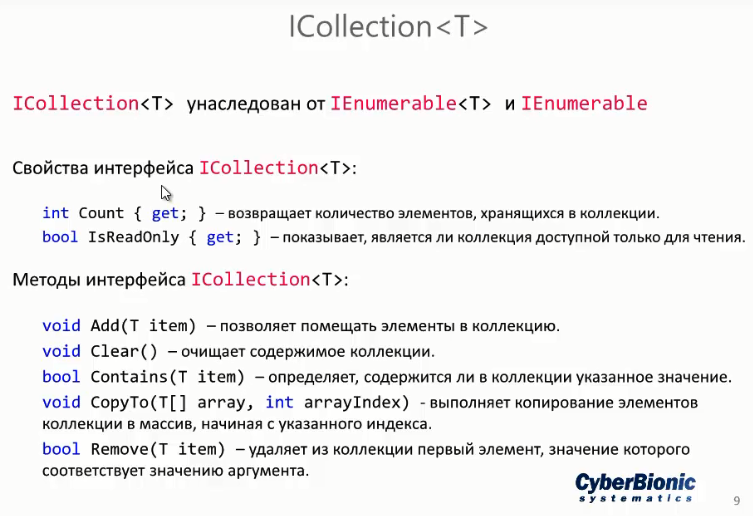 ICollection<T>
ICollection<T> унаследован от IEnumerable<T> и IEnumerable
Свойства интерфейса ICollection<T>:
int Count { get; } – возвращает количество элементов, хранящихся в коллекции.
bool IsReadOnly { get; } – показывает, является ли коллекция доступной только для чтения.
Методы интерфейса ICollection<T>:
void Add(T item) – позволяет помещать элементы в коллекцию.
void Clear() – очищает содержимое коллекции.
bool Contains(T item) – определяет, содержится ли в коллекции указанное значение.
void CopyTo(T[] array, int arrayIndex) - выполняет копирование элементов
коллекции в массив, начиная с указанного индекса.
bool Remove(T item) – удаляет из коллекции первый элемент, значение которого
соответствует значению аргумента.
CyberBionic
systematics
9